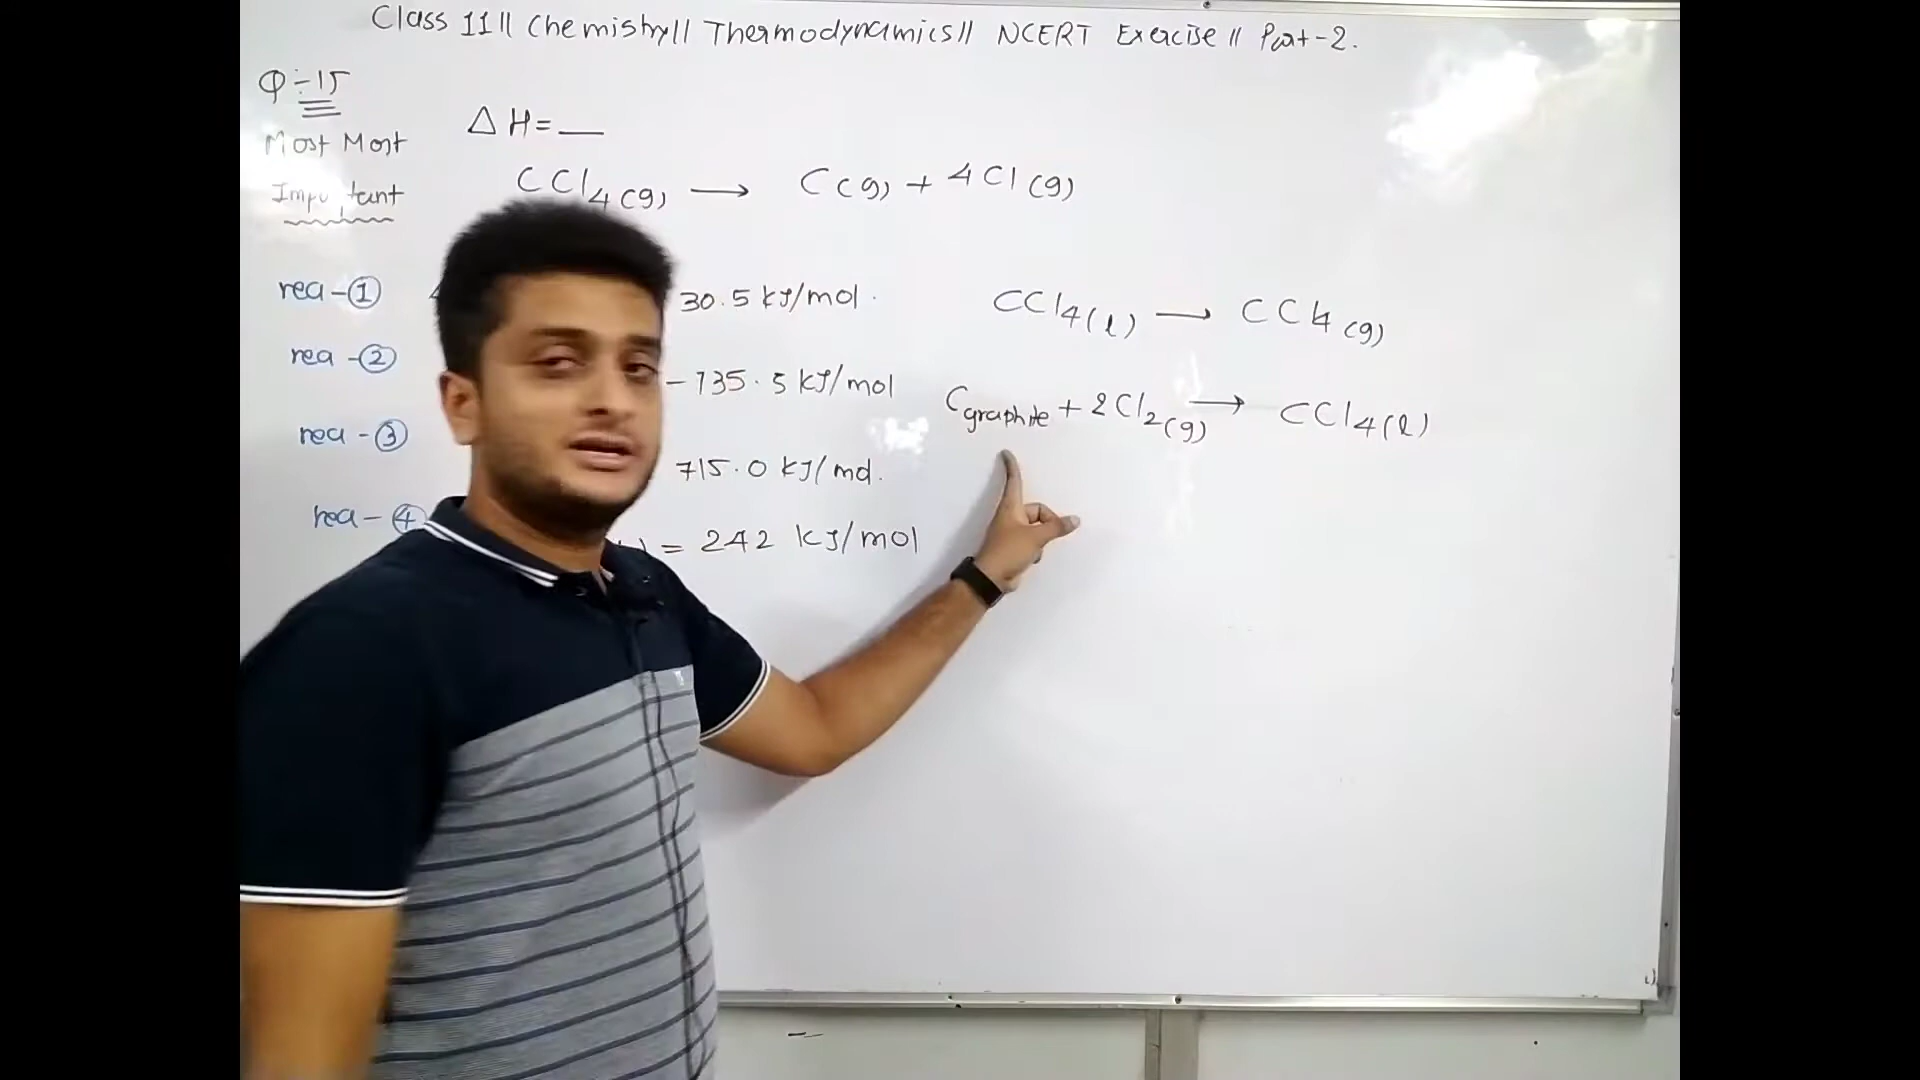 Class 11 || Chemistry || Thermodynamics || NCERT Exercise || Part-2.
Q ÷ 15
Most Most
ΔH = __
CCl4(g) → C(g) + 4Cl(g)
rea - ① 30.5 kJ/mol. CCl4(l) → CCl4(g)
rea - ② - 135.5 kJ/mol Cgraphite + 2Cl2(g) → CCl4(l)
rea - ③ 715.0 kJ/mol.
rea - ④ = 242 kJ/mol